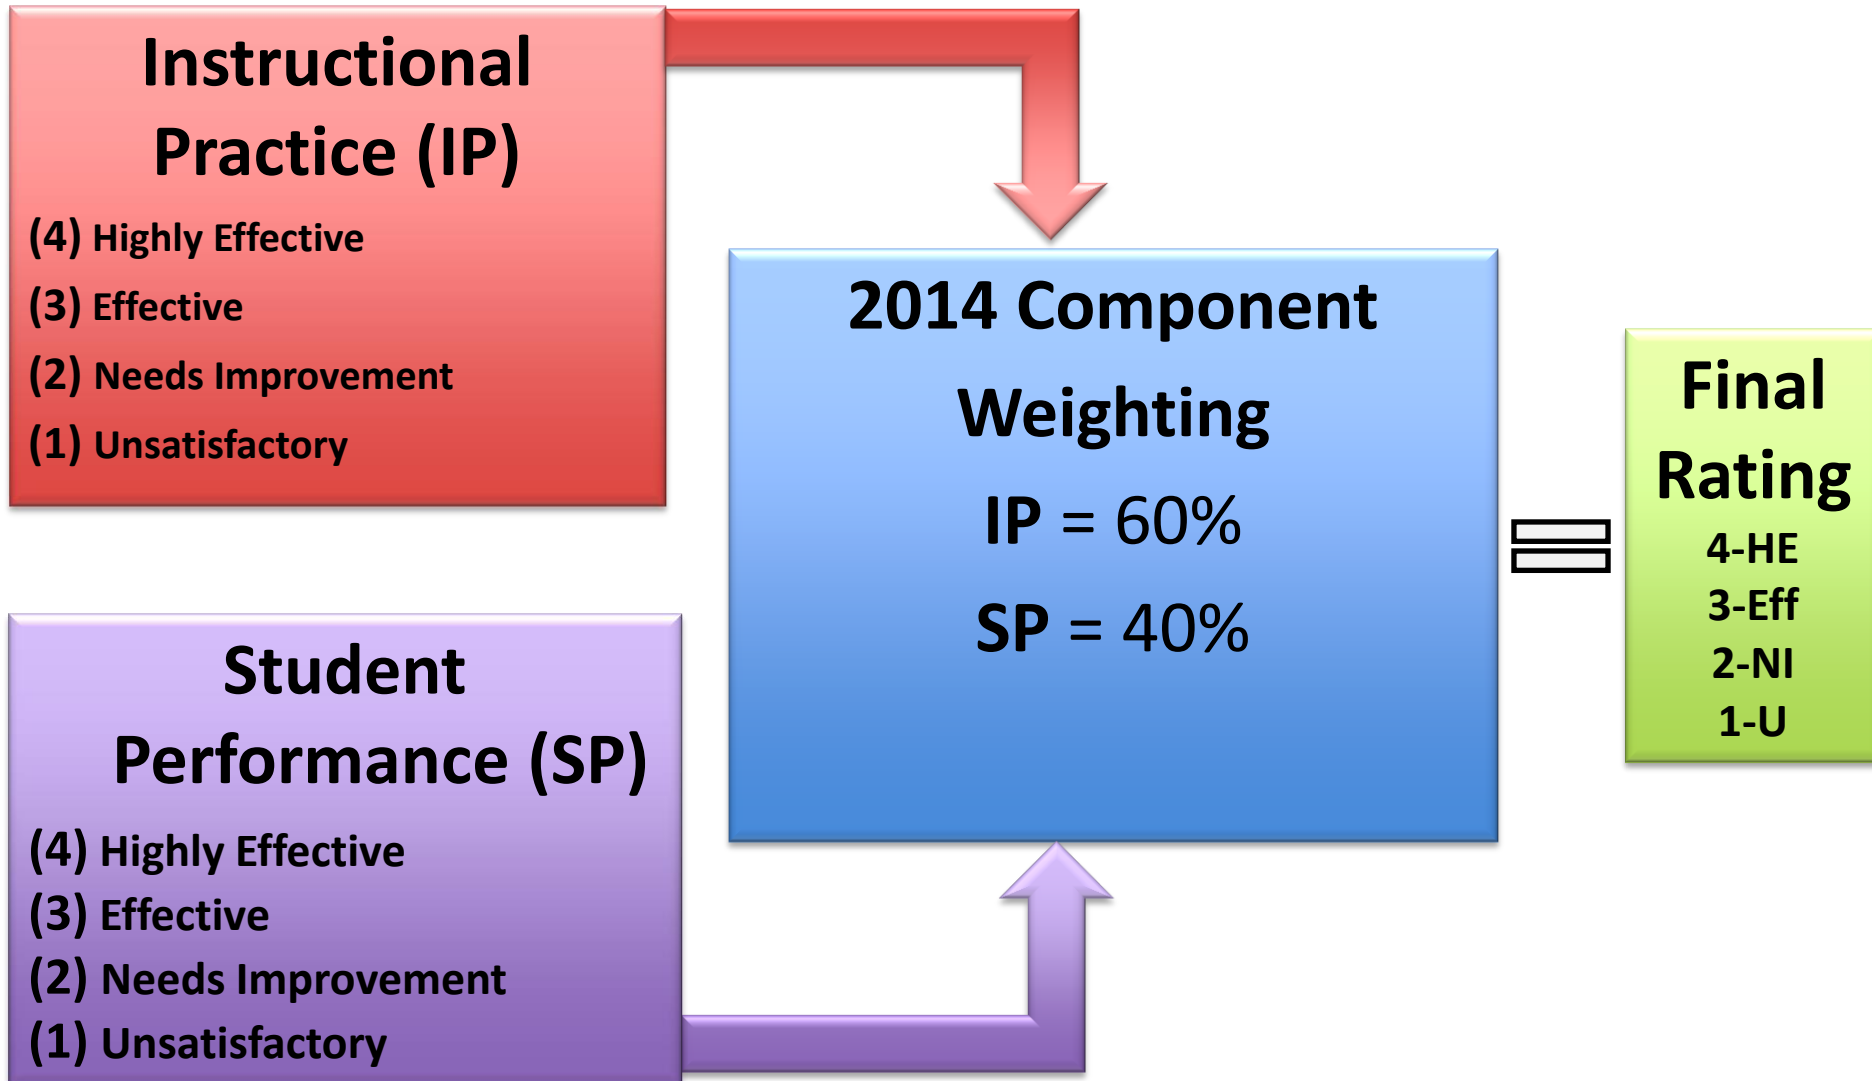 Instructional
Practice (IP)
(4) Highly Effective
(3) Effective
(2) Needs Improvement
(1) Unsatisfactory
Student
Performance (SP)
(4) Highly Effective
(3) Effective
(2) Needs Improvement
(1) Unsatisfactory
2014 Component
Weighting
IP = 60%
SP = 40%
Final
Rating
4-HE
3-Eff
2-NI
1-U